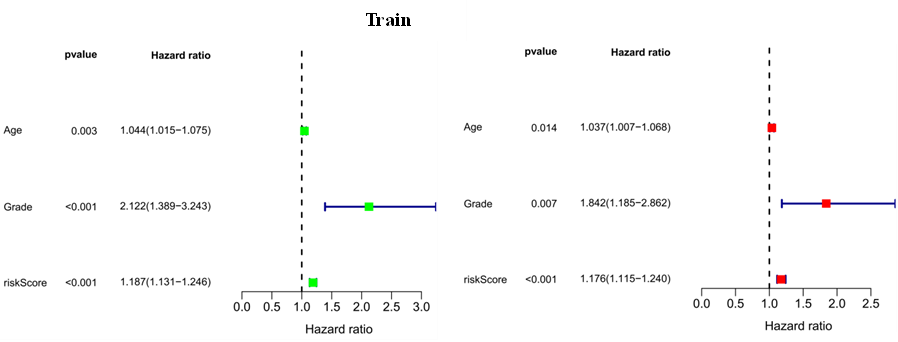 Train
pvalue Hazard ratio
Age 0.003 1.044(1.015−1.075)
Grade <0.001 2.122(1.389−3.243)
riskScore <0.001 1.187(1.131−1.246)
0.0 0.5 1.0 1.5 2.0 2.5 3.0
Hazard ratio
pvalue Hazard ratio
Age 0.014 1.037(1.007−1.068)
Grade 0.007 1.842(1.185−2.862)
riskScore <0.001 1.176(1.115−1.240)
0.0 0.5 1.0 1.5 2.0 2.5
Hazard ratio